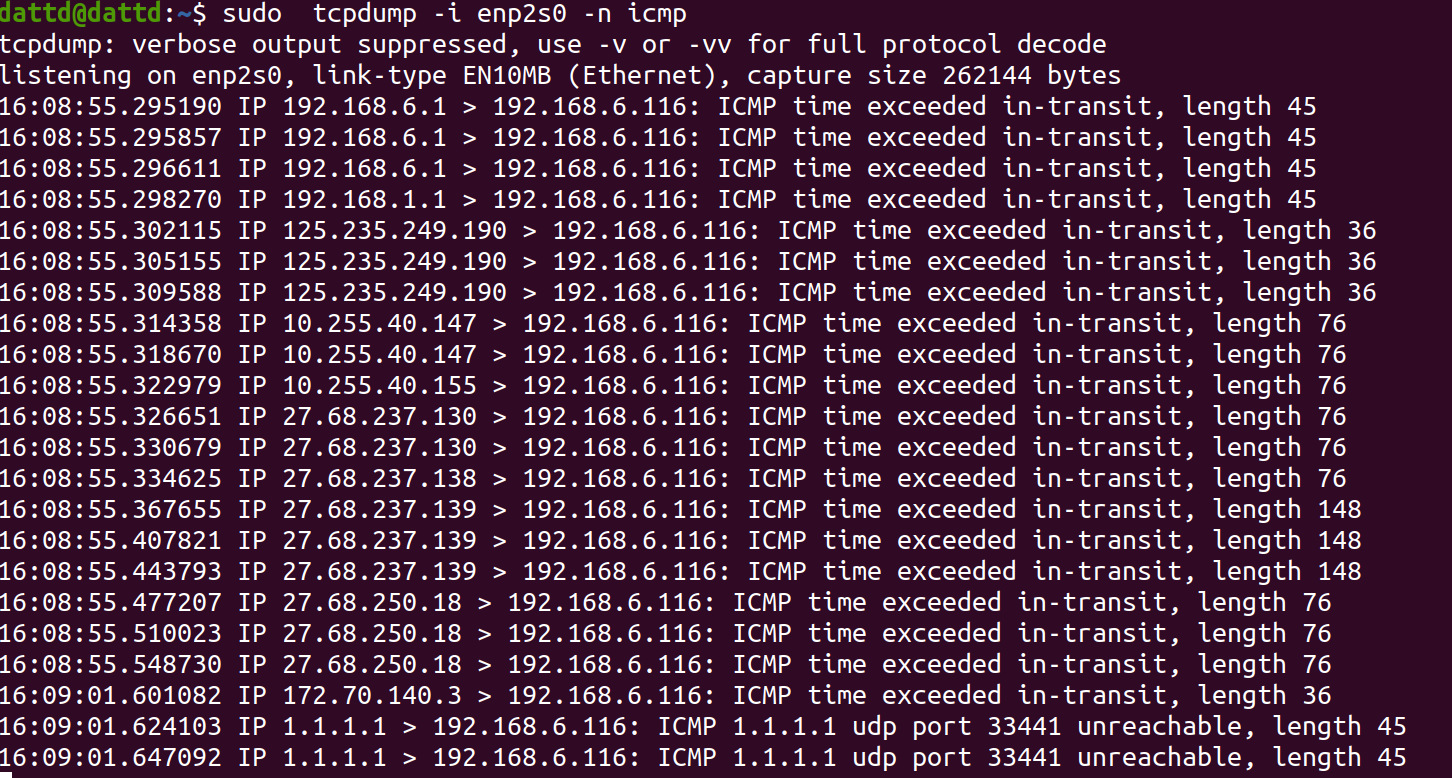 dattd@dattd:~$ sudo  tcpdump -i enp2s0 -n icmp
tcpdump: verbose output suppressed, use -v or -vv for full protocol decode
listening on enp2s0, link-type EN10MB (Ethernet), capture size 262144 bytes
16:08:55.295190 IP 192.168.6.1 > 192.168.6.116: ICMP time exceeded in-transit, length 45
16:08:55.295857 IP 192.168.6.1 > 192.168.6.116: ICMP time exceeded in-transit, length 45
16:08:55.296611 IP 192.168.6.1 > 192.168.6.116: ICMP time exceeded in-transit, length 45
16:08:55.298270 IP 192.168.1.1 > 192.168.6.116: ICMP time exceeded in-transit, length 45
16:08:55.302115 IP 125.235.249.190 > 192.168.6.116: ICMP time exceeded in-transit, length 36
16:08:55.305155 IP 125.235.249.190 > 192.168.6.116: ICMP time exceeded in-transit, length 36
16:08:55.309588 IP 125.235.249.190 > 192.168.6.116: ICMP time exceeded in-transit, length 36
16:08:55.314358 IP 10.255.40.147 > 192.168.6.116: ICMP time exceeded in-transit, length 76
16:08:55.318670 IP 10.255.40.147 > 192.168.6.116: ICMP time exceeded in-transit, length 76
16:08:55.322979 IP 10.255.40.155 > 192.168.6.116: ICMP time exceeded in-transit, length 76
16:08:55.326651 IP 27.68.237.130 > 192.168.6.116: ICMP time exceeded in-transit, length 76
16:08:55.330679 IP 27.68.237.130 > 192.168.6.116: ICMP time exceeded in-transit, length 76
16:08:55.334625 IP 27.68.237.138 > 192.168.6.116: ICMP time exceeded in-transit, length 76
16:08:55.367655 IP 27.68.237.139 > 192.168.6.116: ICMP time exceeded in-transit, length 148
16:08:55.407821 IP 27.68.237.139 > 192.168.6.116: ICMP time exceeded in-transit, length 148
16:08:55.443793 IP 27.68.237.139 > 192.168.6.116: ICMP time exceeded in-transit, length 148
16:08:55.477207 IP 27.68.250.18 > 192.168.6.116: ICMP time exceeded in-transit, length 76
16:08:55.510023 IP 27.68.250.18 > 192.168.6.116: ICMP time exceeded in-transit, length 76
16:08:55.548730 IP 27.68.250.18 > 192.168.6.116: ICMP time exceeded in-transit, length 76
16:09:01.601082 IP 172.70.140.3 > 192.168.6.116: ICMP time exceeded in-transit, length 36
16:09:01.624103 IP 1.1.1.1 > 192.168.6.116: ICMP 1.1.1.1 udp port 33441 unreachable, length 45
16:09:01.647092 IP 1.1.1.1 > 192.168.6.116: ICMP 1.1.1.1 udp port 33441 unreachable, length 45